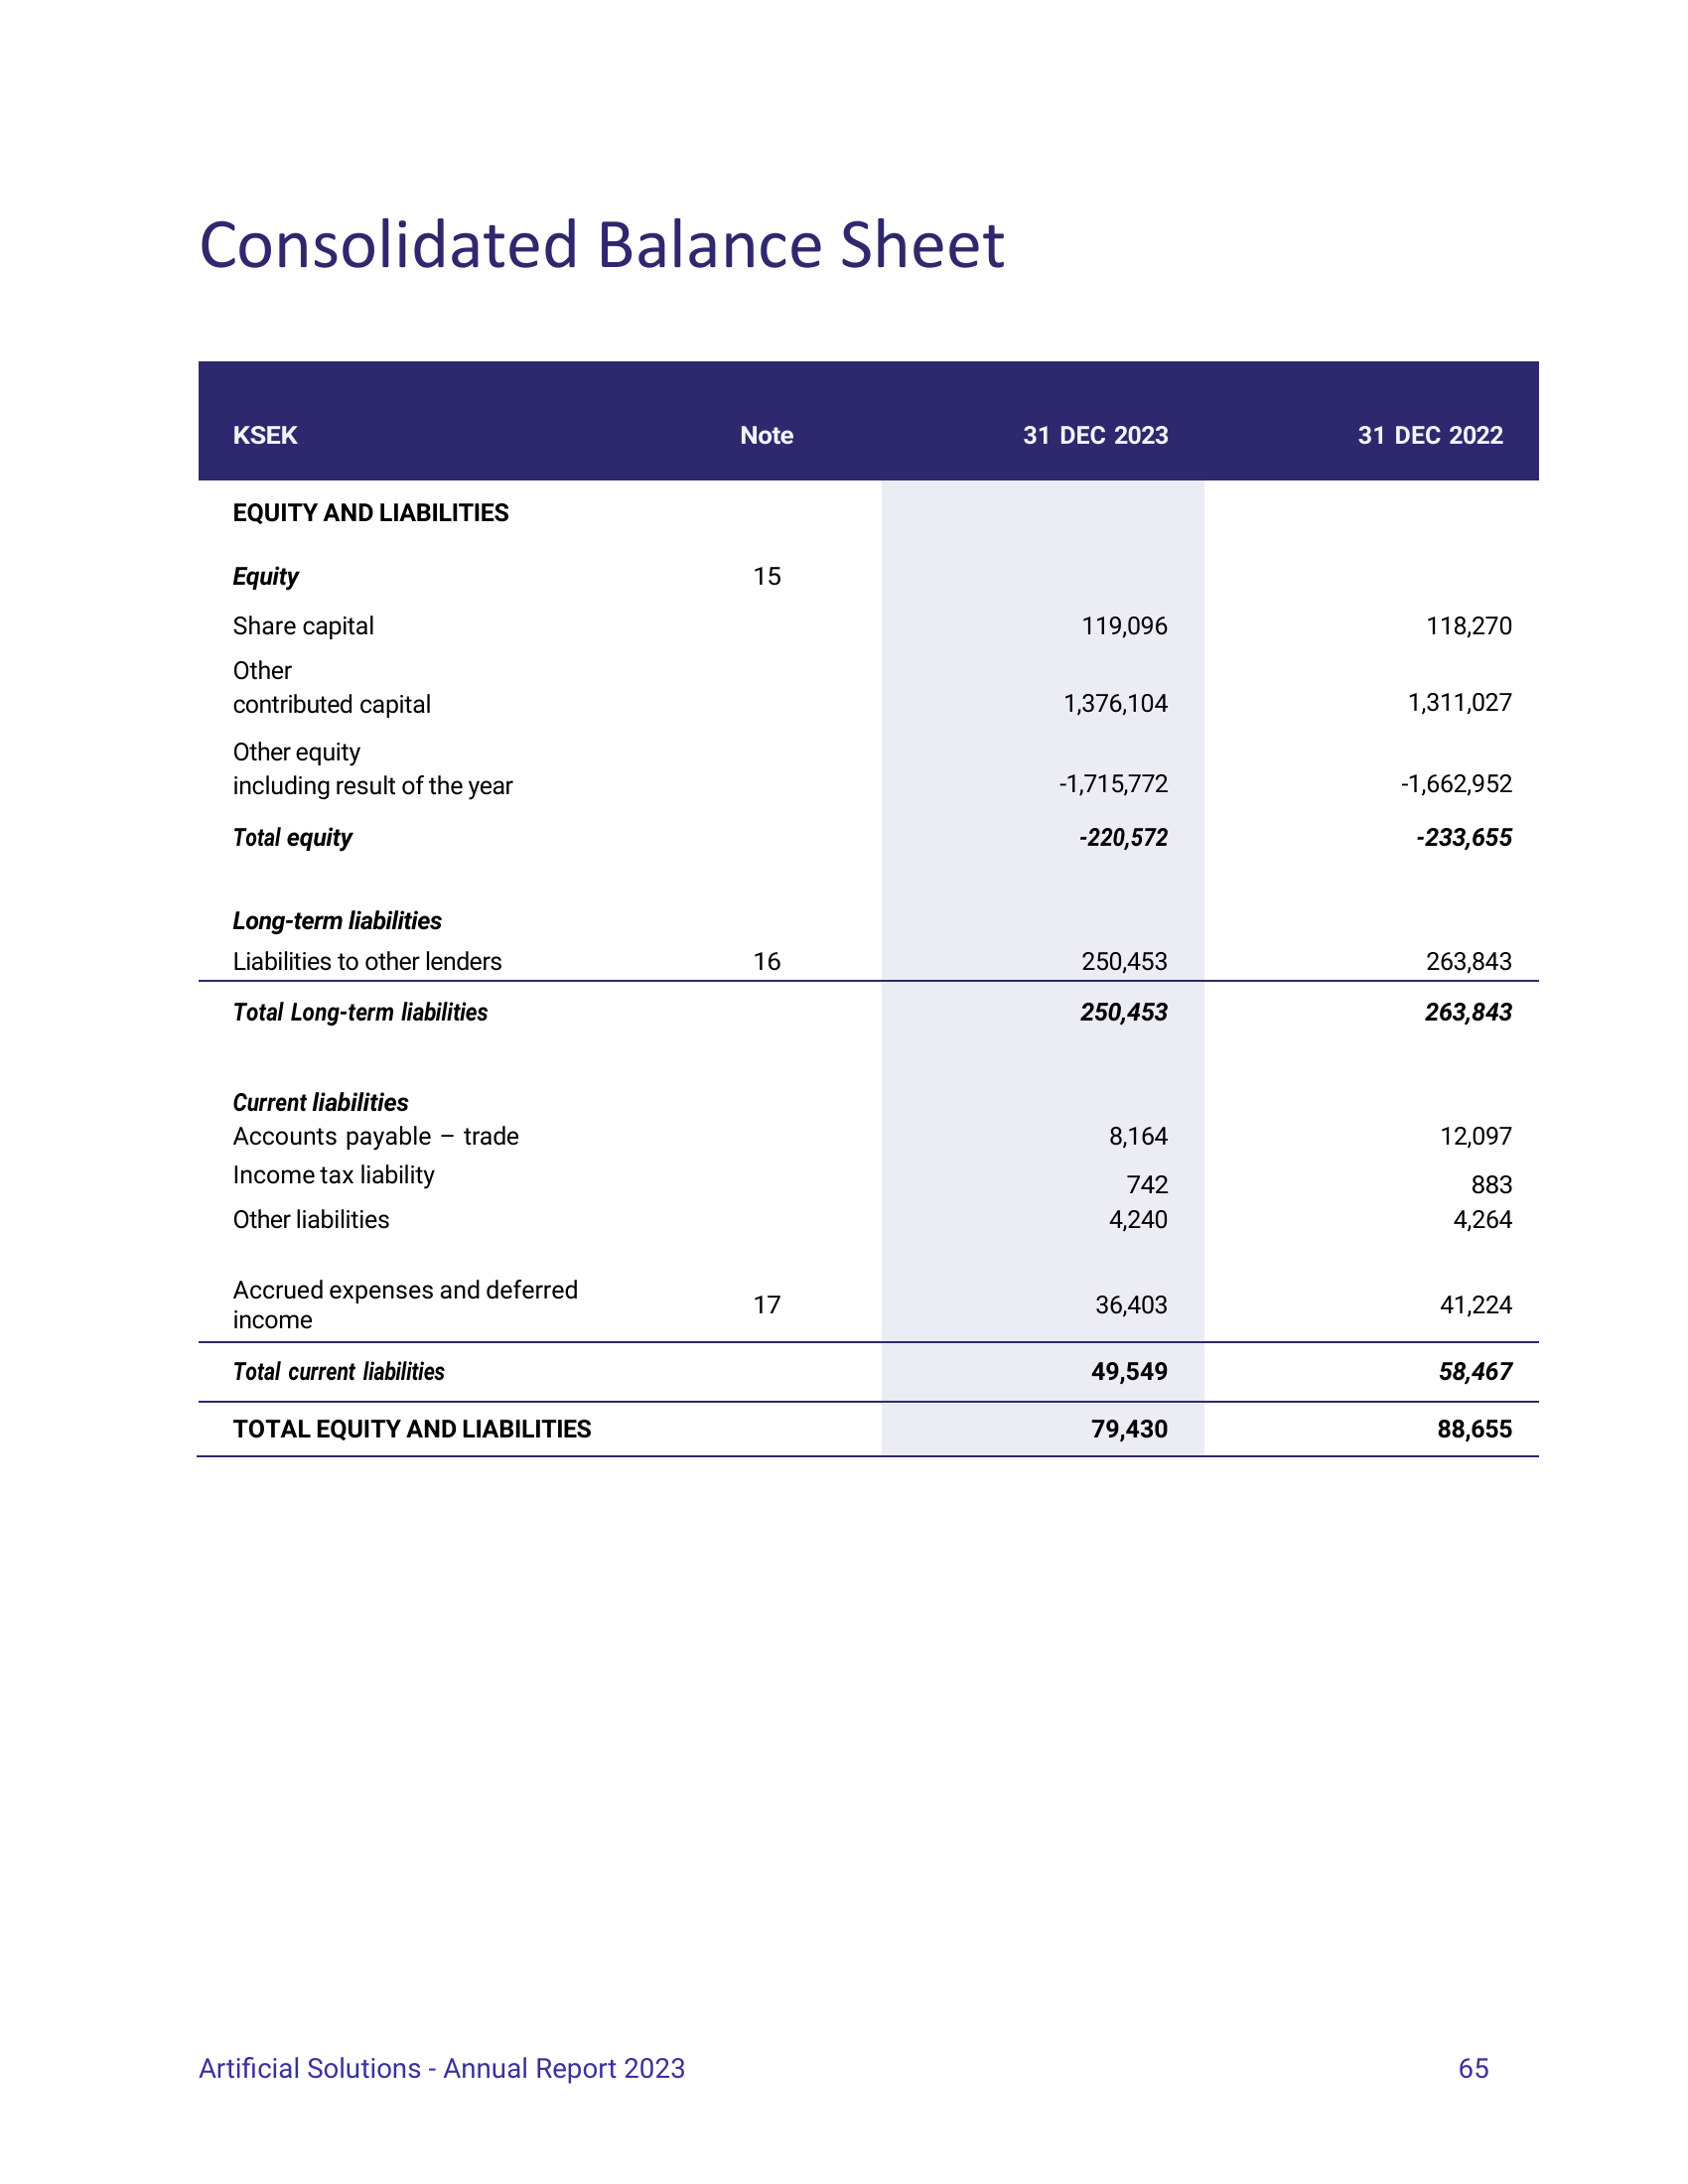 Consolidated Balance Sheet
KSEK Note 31 DEC 2023 31 DEC 2022
EQUITY AND LIABILITIES
Equity 15
Share capital 119,096 118,270
Other
contributed capital 1,376,104 1,311,027
Other equity
including result of the year -1,715,772 -1,662,952
Total equity -220,572 -233,655
Long-term liabilities
Liabilities to other lenders 16 250,453 263,843
Total Long-term liabilities 250,453 263,843
Current liabilities
Accounts payable – trade 8,164 12,097
Income tax liability 742 883
Other liabilities 4,240 4,264
Accrued expenses and deferred
income 17 36,403 41,224
Total current liabilities 49,549 58,467
TOTAL EQUITY AND LIABILITIES 79,430 88,655
Artificial Solutions - Annual Report 2023 65